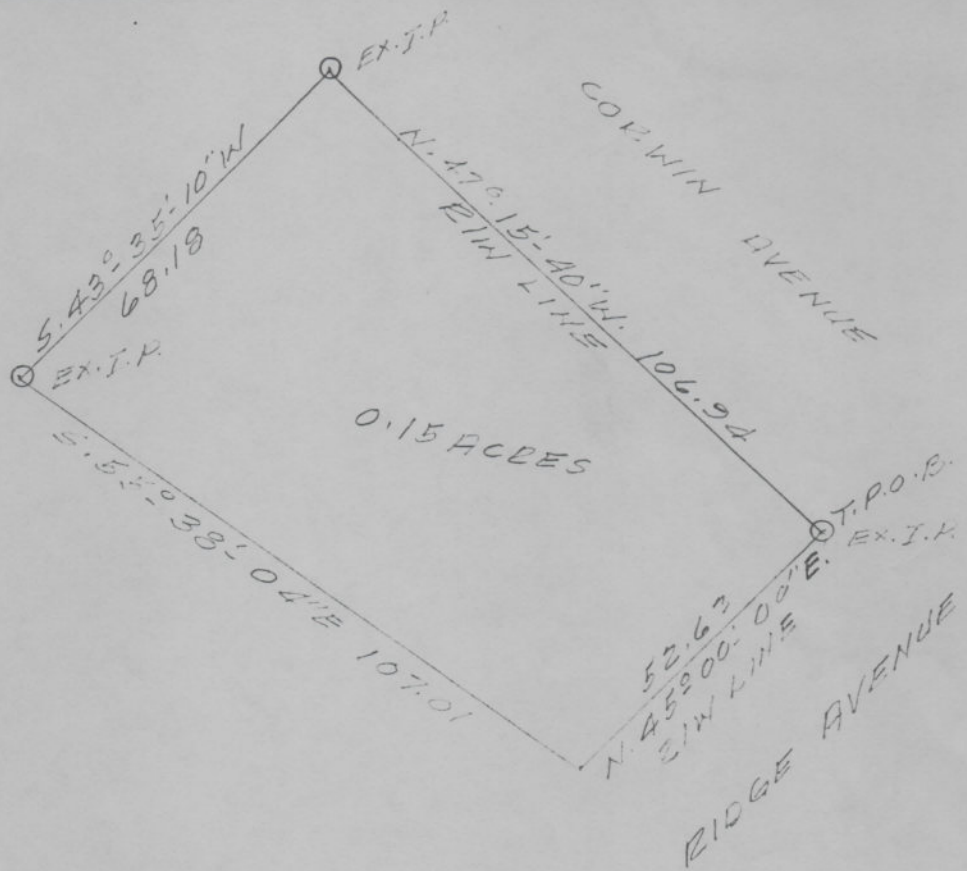 EX. I.P.
CORWIN AVENUE
N. 47°-15'-40"W. 106.94
R/W LINE
S. 43°-35'-10"W
68.18
EX. I.P.
0.15 ACRES
T.P.O.B.
EX. I.P.
S. 55°-38'-04"E 107.01
52.63
N. 45°00'-00"E.
R/W LINE
RIDGE AVENUE